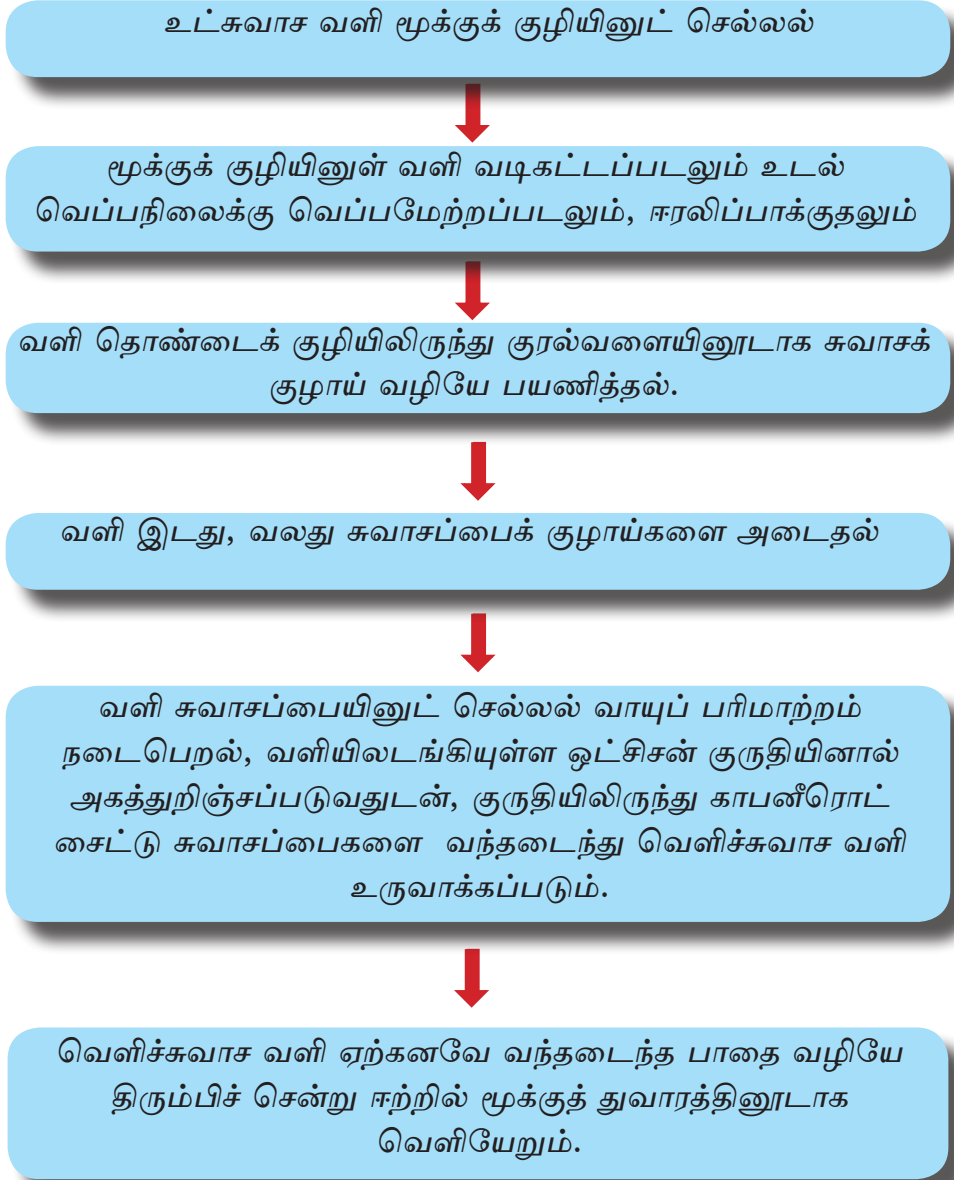 உட்சுவாச வளி மூக்குக் குழியினுட் செல்லல்
மூக்குக் குழியினுள் வளி வடிகட்டப்படலும் உடல்
வெப்பநிலைக்கு வெப்பமேற்றப்படலும், ஈரலிப்பாக்குதலும்
வளி தொண்டைக் குழியிலிருந்து குரல்வளையினூடாக சுவாசக்
குழாய் வழியே பயணித்தல்.
வளி இடது, வலது சுவாசப்பைக் குழாய்களை அடைதல்
வளி சுவாசப்பையினுட் செல்லல் வாயுப் பரிமாற்றம்
நடைபெறல், வளியிலடங்கியுள்ள ஒட்சிசன் குருதியினால்
அகத்துறிஞ்சப்படுவதுடன், குருதியிலிருந்து காபனீரொட்
சைட்டு சுவாசப்பைகளை வந்தடைந்து வெளிச்சுவாச வளி
உருவாக்கப்படும்.
வெளிச்சுவாச வளி ஏற்கனவே வந்தடைந்த பாதை வழியே
திரும்பிச் சென்று ஈற்றில் மூக்குத் துவாரத்தினூடாக
வெளியேறும்.